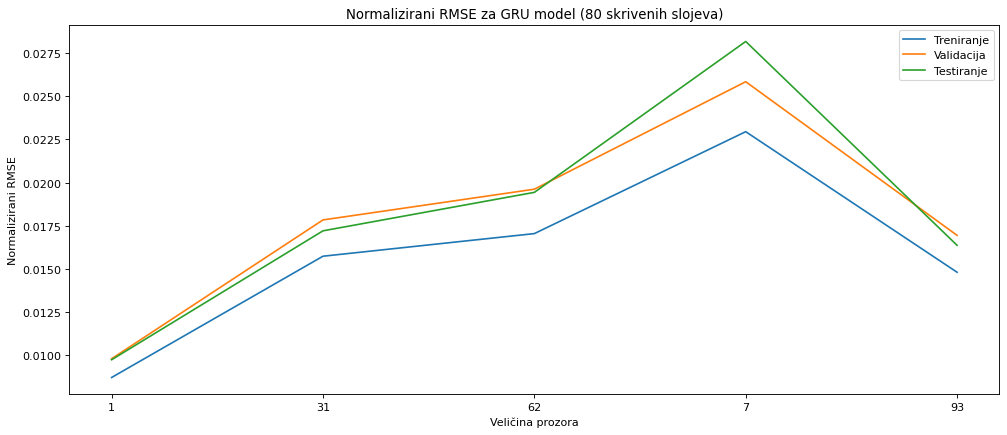 Normalizirani RMSE za GRU model (80 skrivenih slojeva)
Treniranje
Validacija
Testiranje
Normalizirani RMSE
0.0275
0.0250
0.0225
0.0200
0.0175
0.0150
0.0125
0.0100
1 31 62 7 93
Veličina prozora